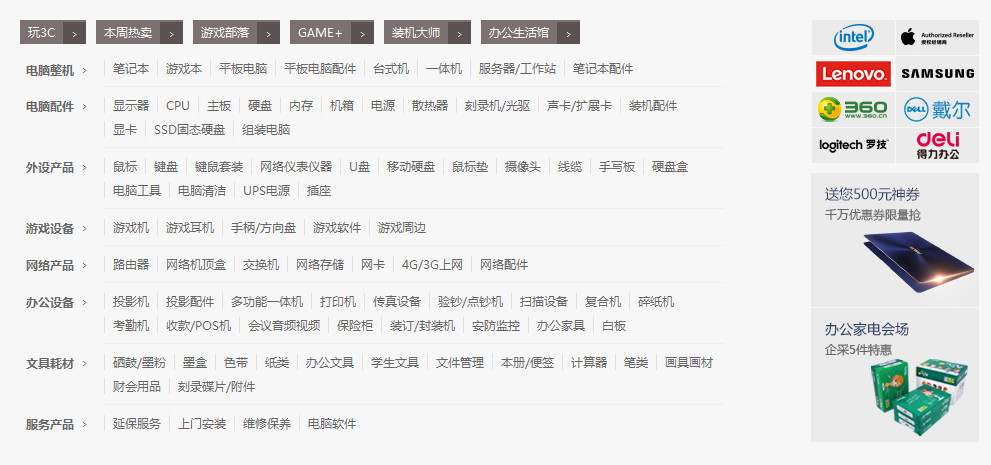 玩3C > 本周热卖 > 游戏部落 > GAME+ > 装机大师 > 办公生活馆 >
电脑整机 > 笔记本 游戏本 平板电脑 平板电脑配件 台式机 一体机 服务器/工作站 笔记本配件
电脑配件 > 显示器 CPU 主板 硬盘 内存 机箱 电源 散热器 刻录机/光驱 声卡/扩展卡 装机配件
显卡 SSD固态硬盘 组装电脑
外设产品 > 鼠标 键盘 键鼠套装 网络仪表仪器 U盘 移动硬盘 鼠标垫 摄像头 线缆 手写板 硬盘盒
电脑工具 电脑清洁 UPS电源 插座
游戏设备 > 游戏机 游戏耳机 手柄/方向盘 游戏软件 游戏周边
网络产品 > 路由器 网络机顶盒 交换机 网络存储 网卡 4G/3G上网 网络配件
办公设备 > 投影机 投影配件 多功能一体机 打印机 传真设备 验钞/点钞机 扫描设备 复合机 碎纸机
考勤机 收款/POS机 会议音频视频 保险柜 装订/封装机 安防监控 办公家具 白板
文具耗材 > 硒鼓/墨粉 墨盒 色带 纸类 办公文具 学生文具 文件管理 本册/便签 计算器 笔类 画具画材
财会用品 刻录碟片/附件
服务产品 > 延保服务 上门安装 维修保养 电脑软件
intel
Authorized Reseller
授权经销商
Lenovo SAMSUNG
360
www.360.cn
DELL 戴尔
logitech 罗技
deli
得力办公
送您500元神券
千万优惠券限量抢
办公家电会场
企采5件特惠